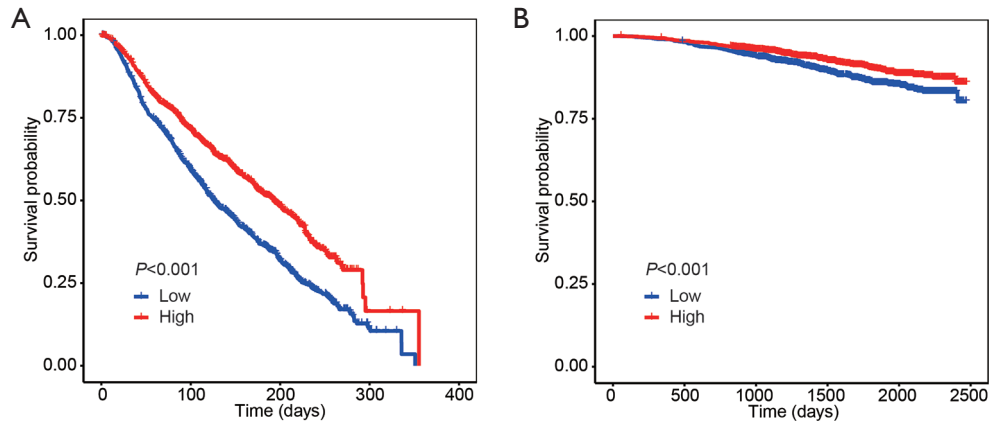 A
Survival probability
1.00
0.75
0.50
0.25
0.00
P<0.001
Low
High
0 100 200 300 400
Time (days)
B
Survival probability
1.00
0.75
0.50
0.25
0.00
P<0.001
Low
High
0 500 1000 1500 2000 2500
Time (days)